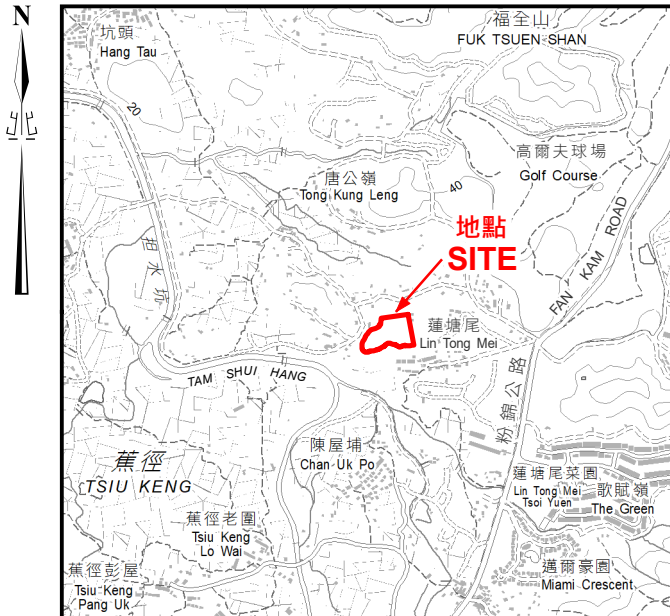 N
坑頭
Hang Tau
20
福全山
FUK TSUEN SHAN
高爾夫球場
Golf Course
唐公嶺
Tong Kung Leng
40
地點
SITE
FAN KAM ROAD
蓮塘尾
Lin Tong Mei
TAM SHUI HANG
粉錦公路
蕉徑
TSIU KENG
陳屋埔
Chan Uk Po
蓮塘尾菜園
Lin Tong Mei
Tsoi Yuen
歌賦嶺
The Green
蕉徑老圍
Tsiu Keng
Lo Wai
邁爾豪園
Miami Crescent
蕉徑彭屋
Tsiu Keng
Pang Uk